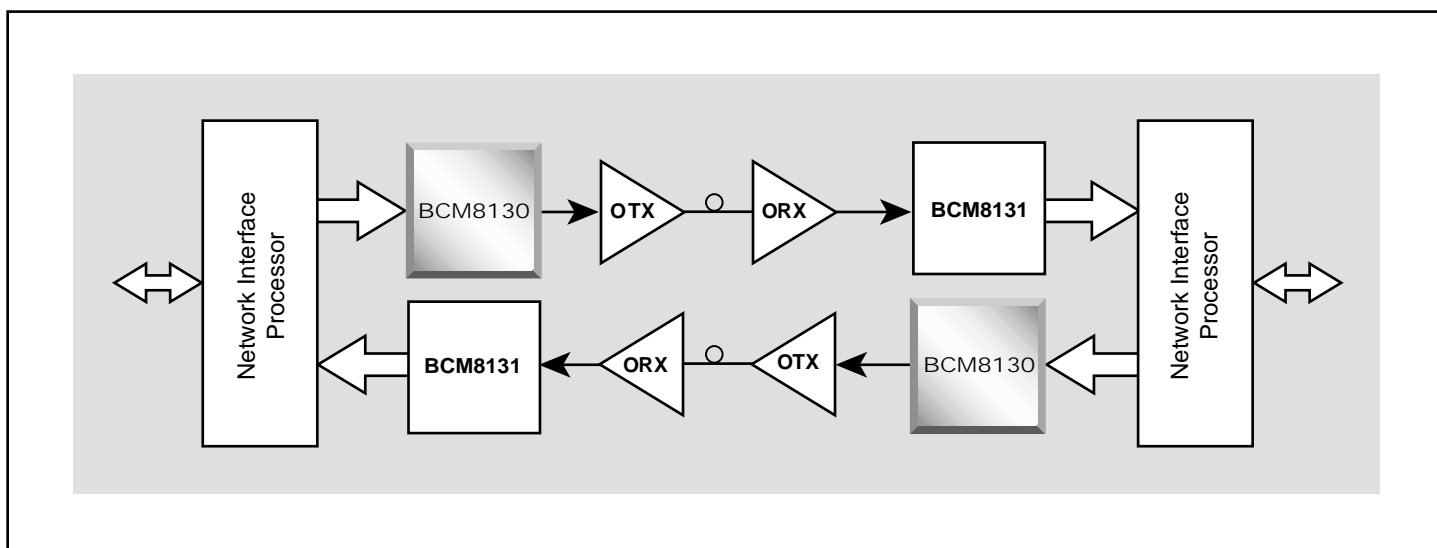 Network Interface
Processor
BCM8130
OTX
ORX
BCM8131
Network Interface
Processor
BCM8131
ORX
OTX
BCM8130